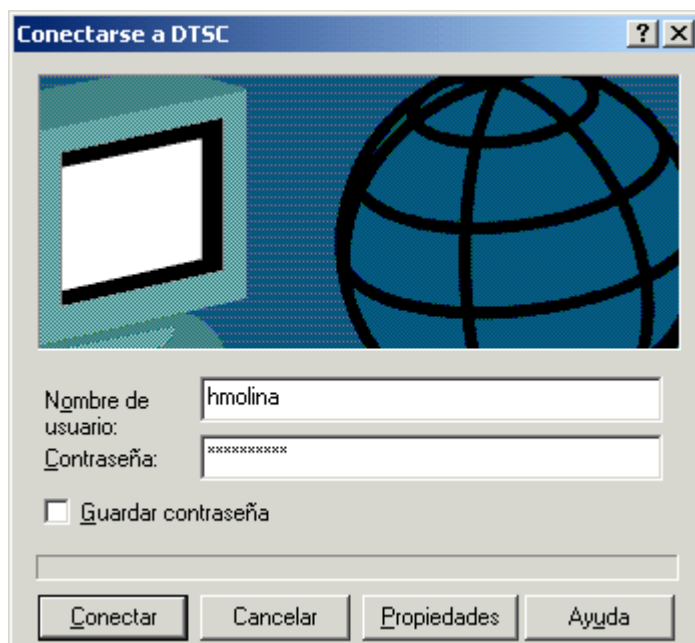 Conectarse a DTSC
Nombre de
usuario:
hmolina
Contraseña:
**********
Guardar contraseña
Conectar
Cancelar
Propiedades
Ayuda